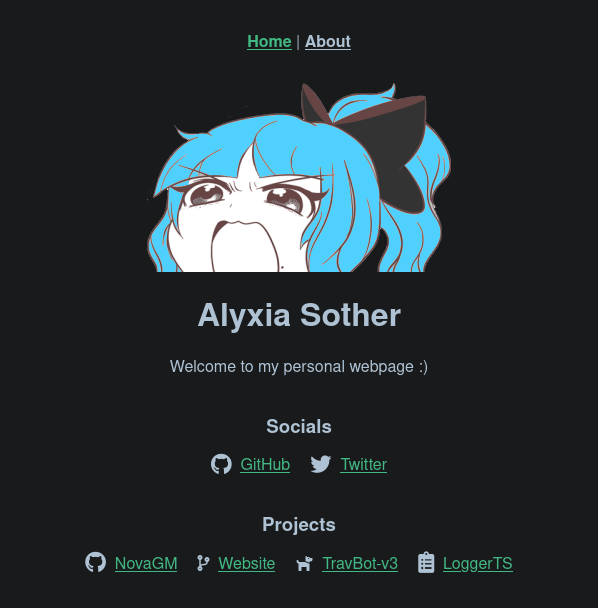 Home | About
Alyxia Sother
Welcome to my personal webpage :)
Socials
GitHub Twitter
Projects
NovaGM Website TravBot-v3 LoggerTS